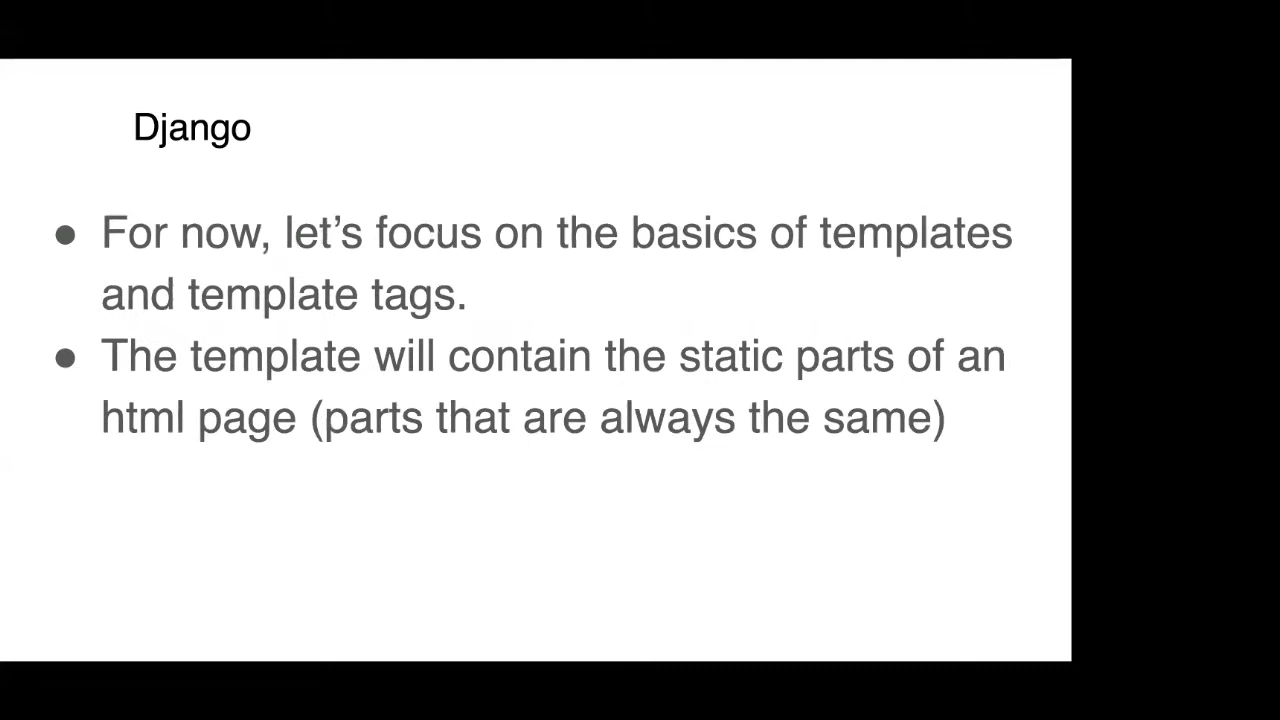 Django
● For now, let’s focus on the basics of templates
and template tags.
● The template will contain the static parts of an
html page (parts that are always the same)